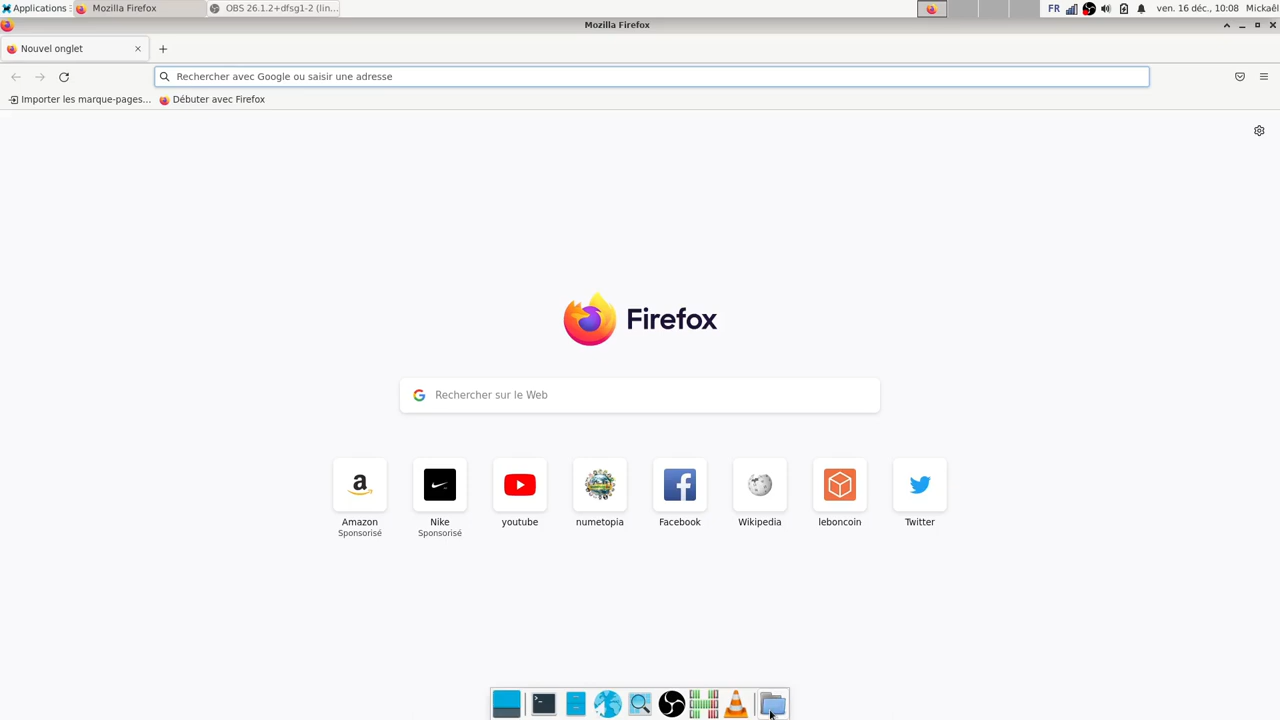 Applications
Mozilla Firefox
OBS 26.1.2+dfsg1-2 (lin...
FR
ven. 16 déc., 10:08
Mickaël
Mozilla Firefox
Nouvel onglet
Rechercher avec Google ou saisir une adresse
Importer les marque-pages...
Débuter avec Firefox
Firefox
Rechercher sur le Web
Amazon
Sponsorisé
Nike
Sponsorisé
youtube
numetopia
Facebook
Wikipedia
leboncoin
Twitter